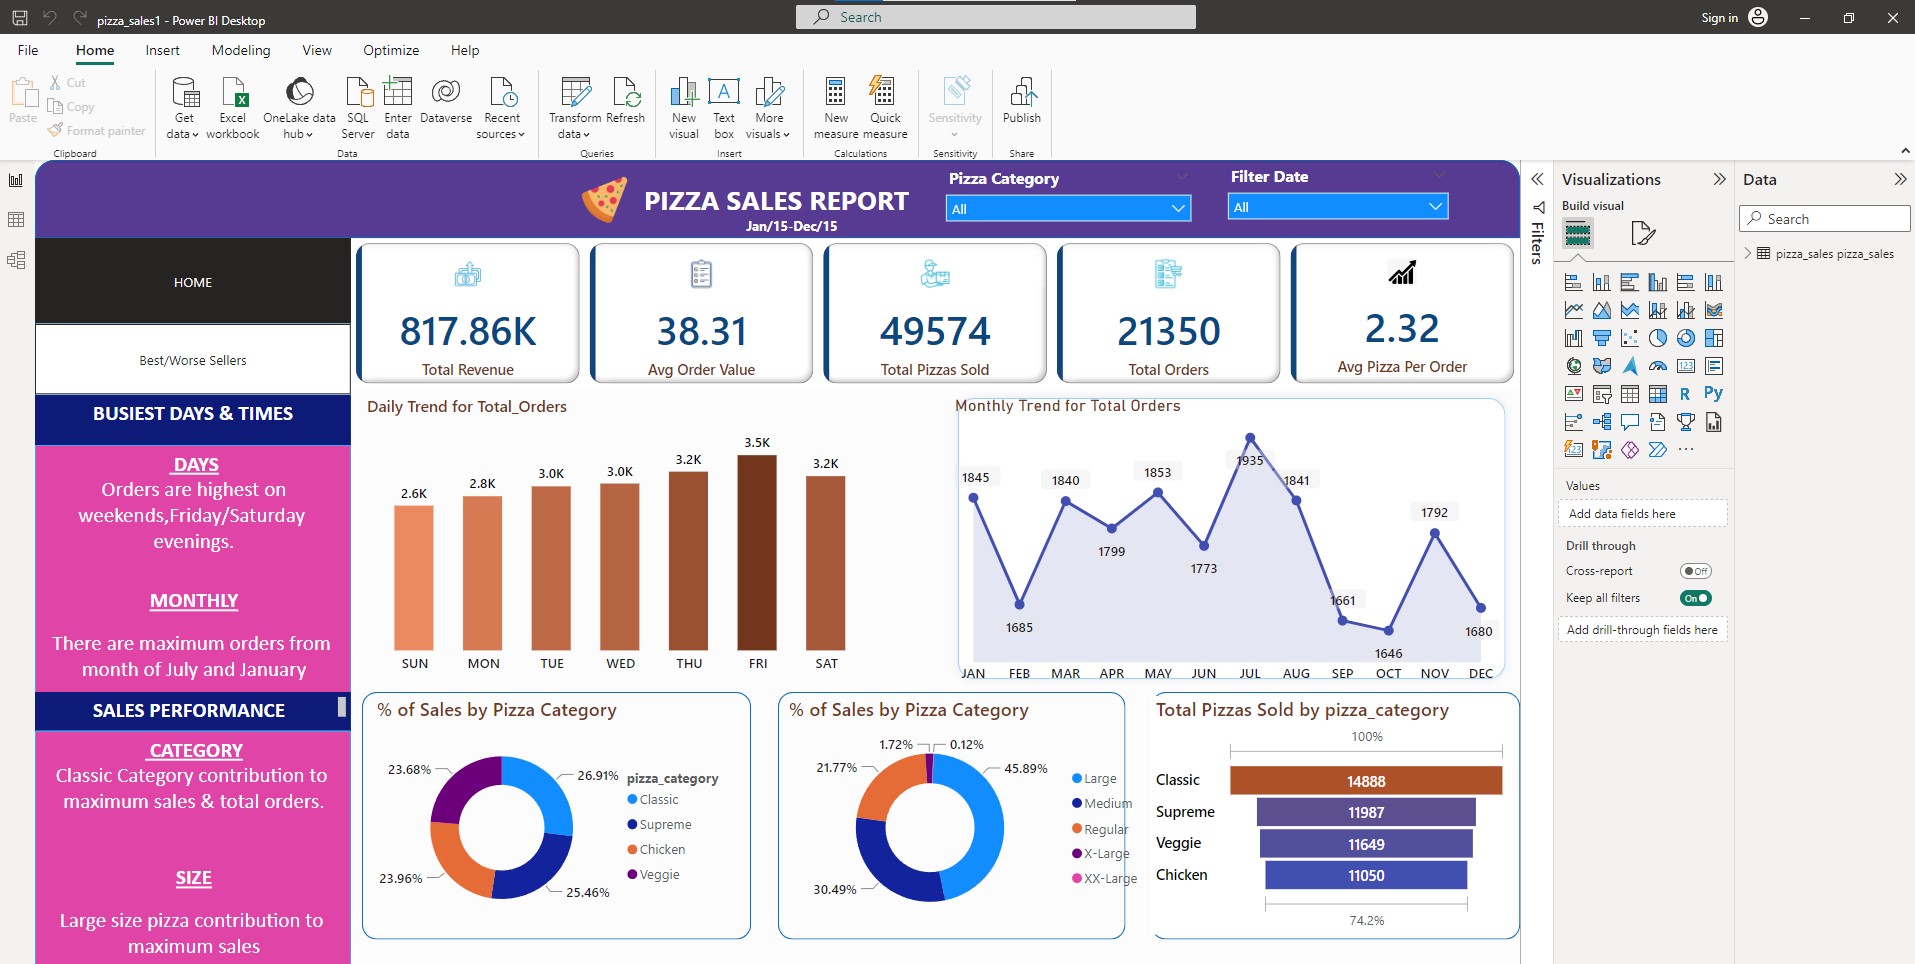 pizza_sales1 - Power BI Desktop
Search
Sign in
File
Home
Insert
Modeling
View
Optimize
Help
Paste
Cut
Copy
Format painter
Clipboard
Get data
Excel workbook
OneLake data hub
SQL Server
Enter data
Dataverse
Recent sources
Data
Transform data
Refresh
Queries
New visual
Text box
More visuals
Insert
New measure
Quick measure
Calculations
Sensitivity
Sensitivity
Publish
Share
PIZZA SALES REPORT
Jan/15-Dec/15
Pizza Category
All
Filter Date
All
HOME
Best/Worse Sellers
BUSIEST DAYS & TIMES
DAYS
Orders are highest on
weekends,Friday/Saturday
evenings.
MONTHLY
There are maximum orders from
month of July and January
SALES PERFORMANCE
CATEGORY
Classic Category contribution to
maximum sales & total orders.
SIZE
Large size pizza contribution to
maximum sales
817.86K
Total Revenue
38.31
Avg Order Value
49574
Total Pizzas Sold
21350
Total Orders
2.32
Avg Pizza Per Order
Daily Trend for Total_Orders
2.6K
2.8K
3.0K
3.0K
3.2K
3.5K
3.2K
SUN
MON
TUE
WED
THU
FRI
SAT
Monthly Trend for Total Orders
1845
1685
1840
1799
1853
1773
1935
1841
1661
1646
1792
1680
JAN
FEB
MAR
APR
MAY
JUN
JUL
AUG
SEP
OCT
NOV
DEC
% of Sales by Pizza Category
23.68%
26.91%
23.96%
25.46%
pizza_category
Classic
Supreme
Chicken
Veggie
% of Sales by Pizza Category
1.72%
0.12%
21.77%
45.89%
30.49%
Large
Medium
Regular
X-Large
XX-Large
Total Pizzas Sold by pizza_category
100%
Classic
14888
Supreme
11987
Veggie
11649
Chicken
11050
74.2%
Filters
Visualizations
Build visual
123
R
Py
123
Values
Add data fields here
Drill through
Cross-report
Off
Keep all filters
On
Add drill-through fields here
Data
Search
pizza_sales pizza_sales